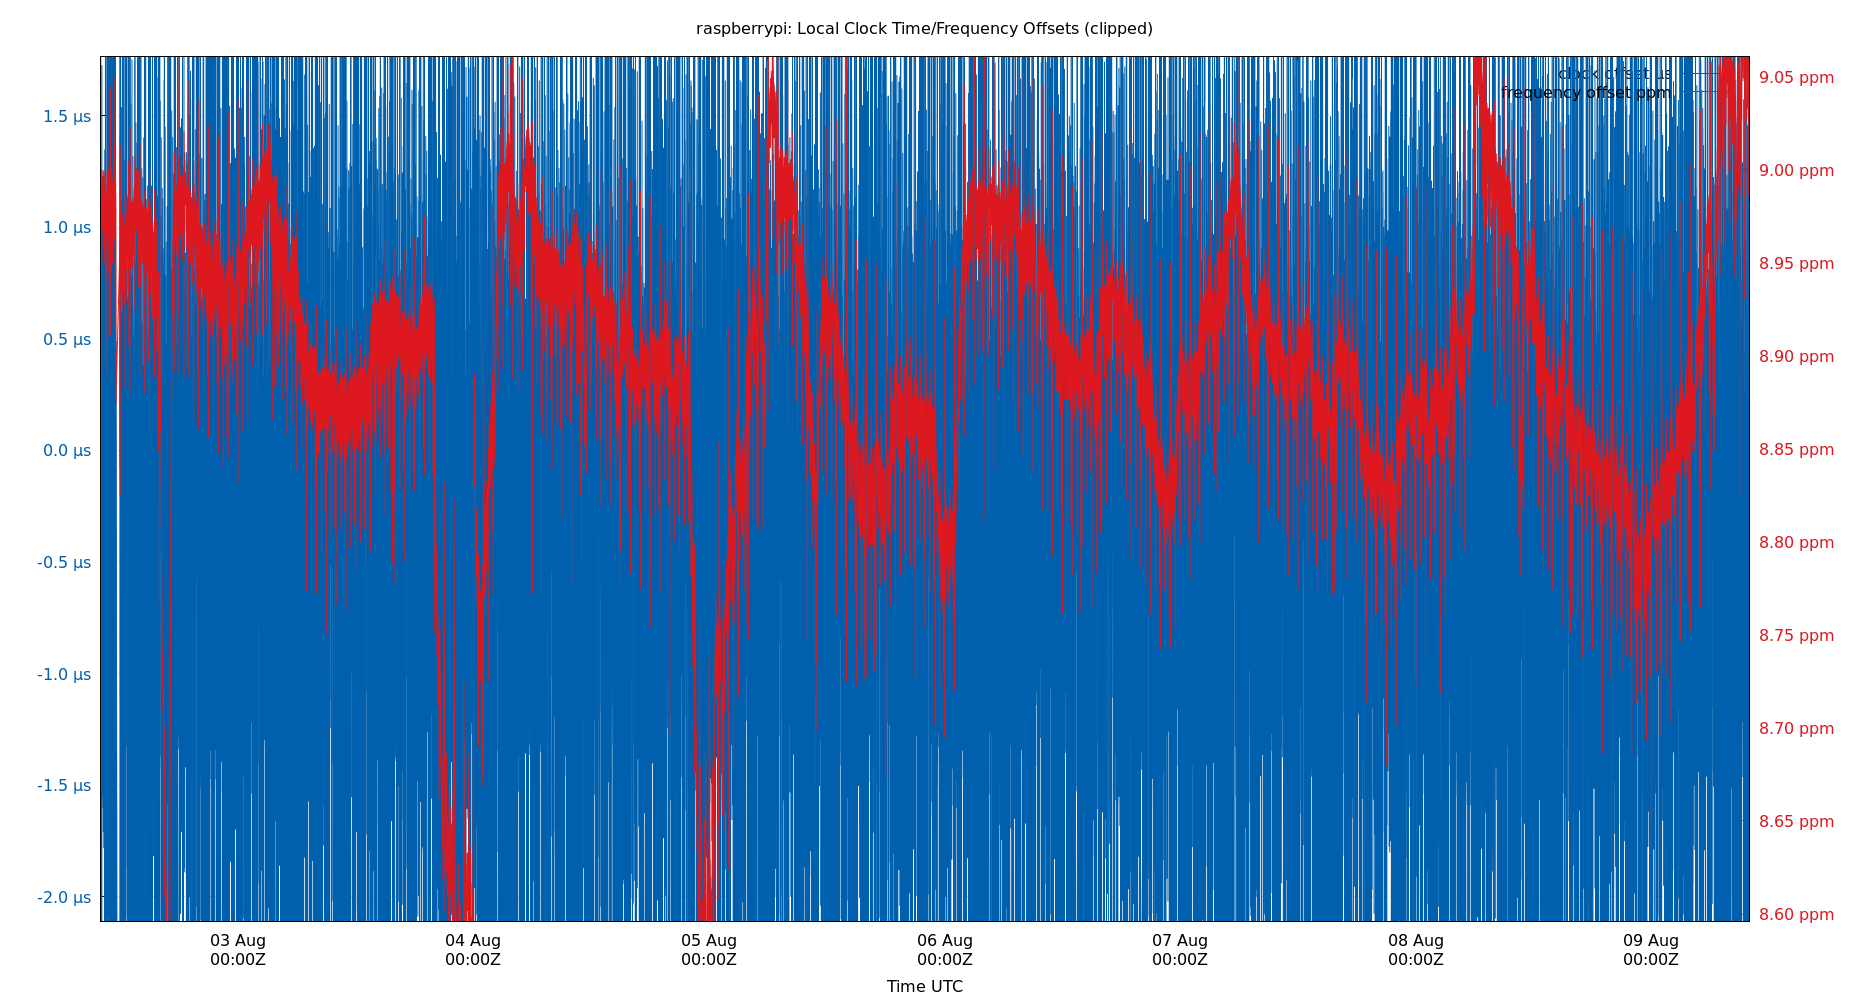 raspberrypi: Local Clock Time/Frequency Offsets (clipped)
clock offset us
frequency offset ppm
1.5 µs
1.0 µs
0.5 µs
0.0 µs
-0.5 µs
-1.0 µs
-1.5 µs
-2.0 µs
9.05 ppm
9.00 ppm
8.95 ppm
8.90 ppm
8.85 ppm
8.80 ppm
8.75 ppm
8.70 ppm
8.65 ppm
8.60 ppm
03 Aug
00:00Z
04 Aug
00:00Z
05 Aug
00:00Z
06 Aug
00:00Z
07 Aug
00:00Z
08 Aug
00:00Z
09 Aug
00:00Z
Time UTC